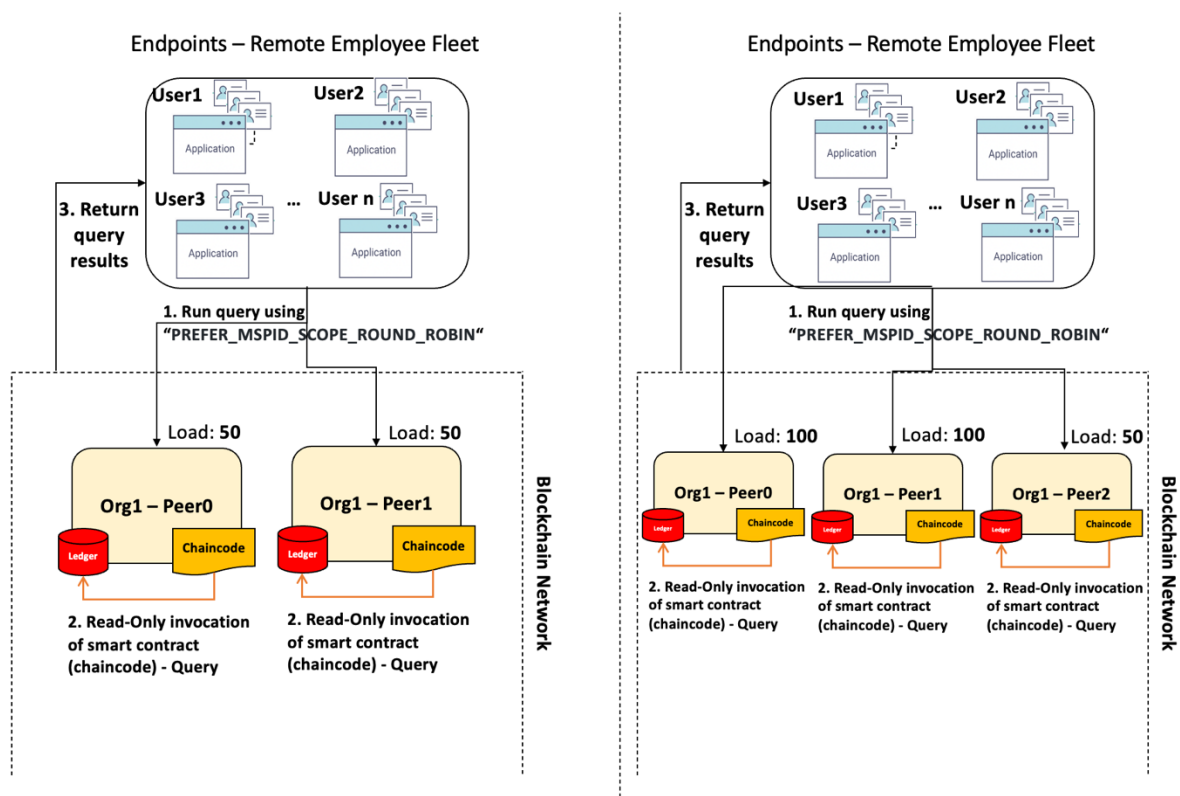 Endpoints – Remote Employee Fleet
User1
Application
User2
Application
User3
Application
...
User n
Application
3. Return
query
results
1. Run query using
“PREFER_MSPID_SCOPE_ROUND_ROBIN“
Load: 50
Load: 50
Org1 – Peer0
Ledger
Chaincode
Org1 – Peer1
Ledger
Chaincode
2. Read-Only invocation
of smart contract
(chaincode) - Query
2. Read-Only invocation
of smart contract
(chaincode) - Query
Blockchain Network
Endpoints – Remote Employee Fleet
User1
Application
User2
Application
User3
Application
...
User n
Application
3. Return
query
results
1. Run query using
“PREFER_MSPID_SCOPE_ROUND_ROBIN“
Load: 100
Load: 100
Load: 50
Org1 – Peer0
Ledger
Chaincode
Org1 – Peer1
Ledger
Chaincode
Org1 – Peer2
Ledger
Chaincode
2. Read-Only invocation
of smart contract
(chaincode) - Query
2. Read-Only invocation
of smart contract
(chaincode) - Query
2. Read-Only invocation
of smart contract
(chaincode) - Query
Blockchain Network